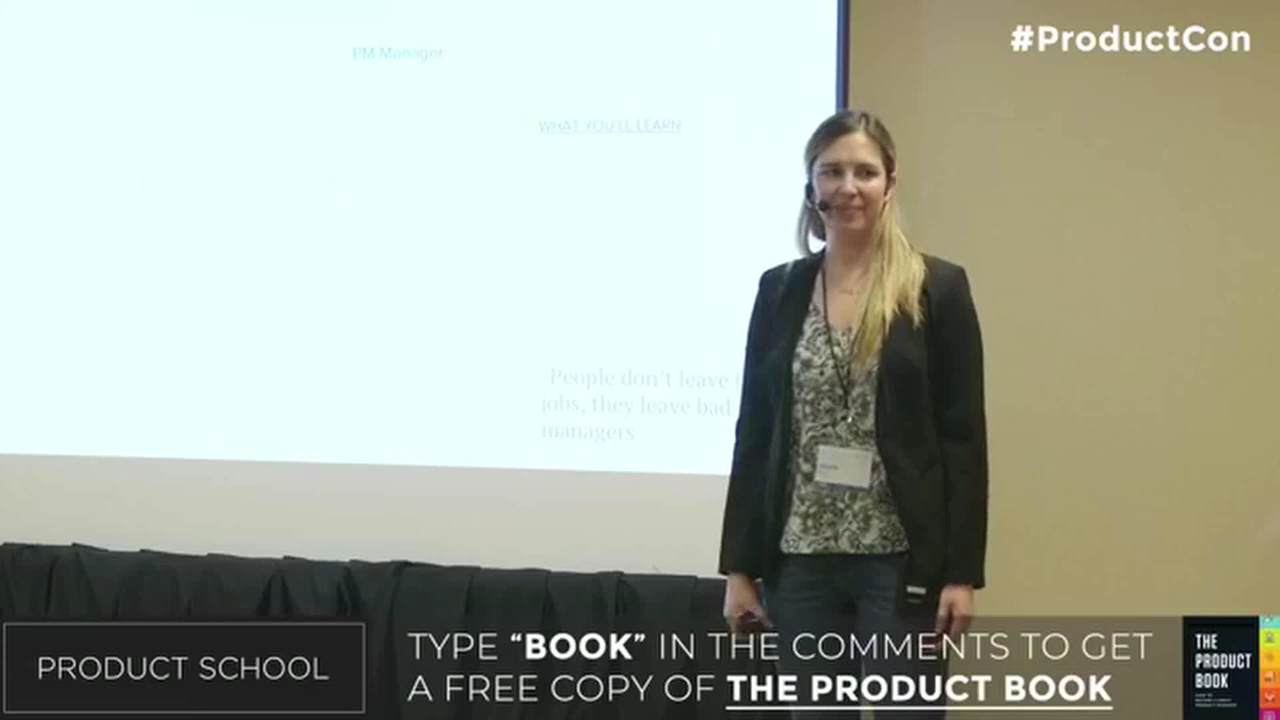 #ProductCon
PM Manager
WHAT YOU'LL LEARN
People don't leave
jobs, they leave bad
managers
PRODUCT SCHOOL
TYPE “BOOK” IN THE COMMENTS TO GET
A FREE COPY OF THE PRODUCT BOOK
THE
PRODUCT
BOOK